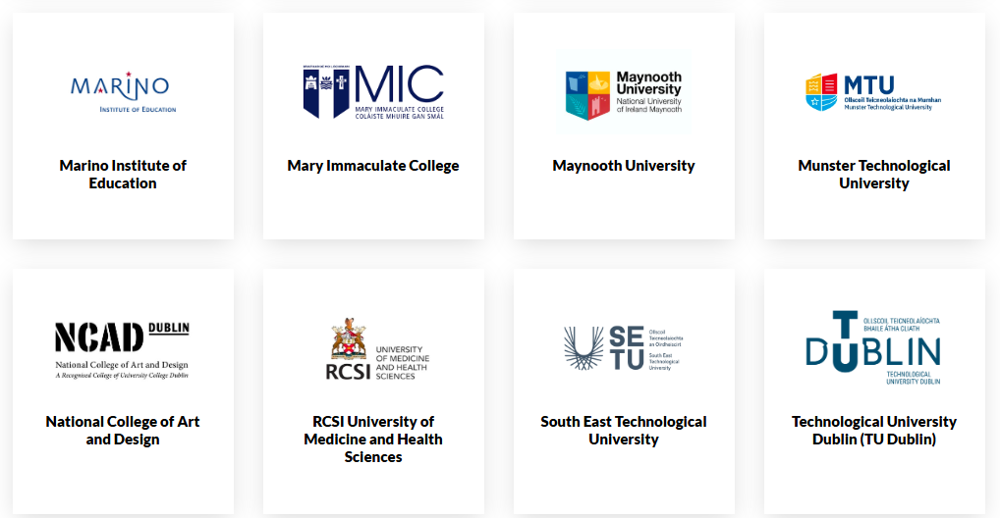 MARINO
INSTITUTE OF EDUCATION
Marino Institute of
Education
MIC
MARY IMMACULATE COLLEGE
COLÁISTE MHUIRE GAN SMÁL
Mary Immaculate College
Maynooth
University
National University
of Ireland Maynooth
Maynooth University
MTU
Ollscoil Teicneolaíochta na Mumhan
Munster Technological University
Munster Technological
University
NCAD DUBLIN
National College of Art and Design
A Recognised College of University College Dublin
National College of Art
and Design
RCSI
UNIVERSITY
OF MEDICINE
AND HEALTH
SCIENCES
RCSI University of
Medicine and Health
Sciences
SE
TU
Ollscoil
Teicneolaíochta
an Oirdheiscirt
South East
Technological
University
South East Technological
University
OLLSCOIL TEICNEOLAÍOCHTA
BHAILE ÁTHA CLIATH
TU DUBLIN
TECHNOLOGICAL
UNIVERSITY DUBLIN
Technological University
Dublin (TU Dublin)